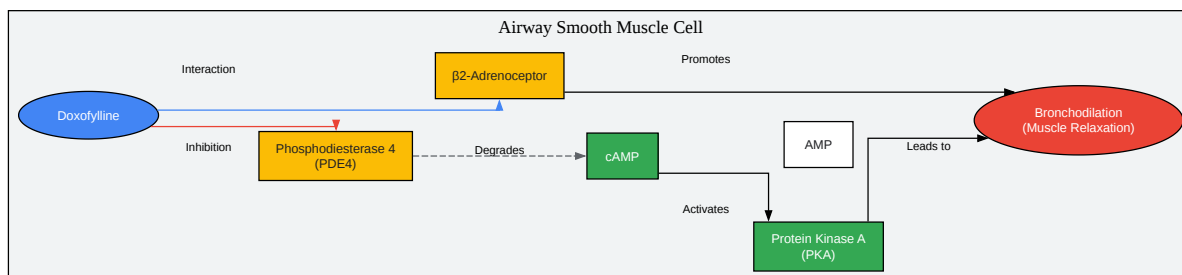 Airway Smooth Muscle Cell
Interaction
β2-Adrenoceptor
Promotes
Doxofylline
Bronchodilation
(Muscle Relaxation)
Inhibition
Phosphodiesterase 4
(PDE4)
Degrades
cAMP
AMP
Leads to
Activates
Protein Kinase A
(PKA)